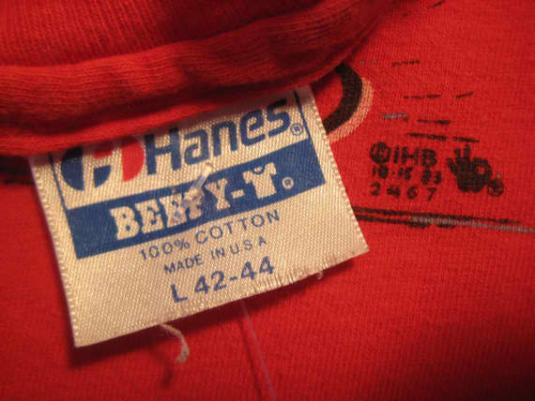 Hanes®
BEEFY-T®
100% COTTON
MADE IN U.S.A
L 42-44
©IHB
10·15·83
2467